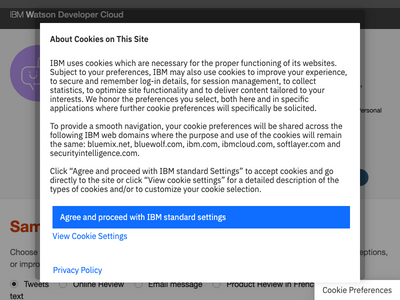 IBM Watson Developer Cloud
About Cookies on This Site
IBM uses cookies which are necessary for the proper functioning of its websites.
Subject to your preferences, IBM may also use cookies to improve your experience,
to secure and remember log-in details, for session management, to collect
statistics, to optimize site functionality and to deliver content tailored to your
interests. We honor the preferences you select, both here and in specific
applications where further cookie preferences will specifically be solicited.
To provide a smooth navigation, your cookie preferences will be shared across the
following IBM web domains where the purpose and use of the cookies will remain
the same: bluemix.net, bluewolf.com, ibm.com, ibmcloud.com, softlayer.com and
securityintelligence.com.
Click “Agree and proceed with IBM standard Settings” to accept cookies and go
directly to the site or click “View cookie settings” for a detailed description of the
types of cookies and/or to customize your cookie selection.
Agree and proceed with IBM standard settings
View Cookie Settings
Privacy Policy
Personal
Sam
Choose
eptions,
or impro
Tweets
Online Review
Email message
Product Review in French
text
Cookie Preferences